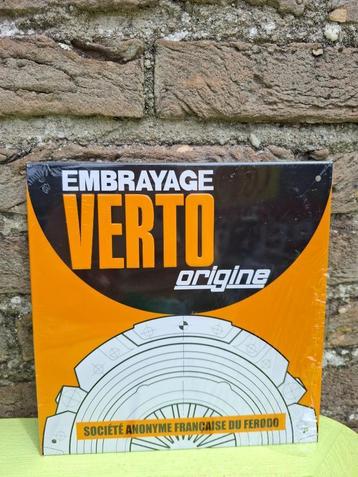 EMBRAYAGE
VERTO
origine
SOCIÉTÉ ANONYME FRANÇAISE DU FERODO